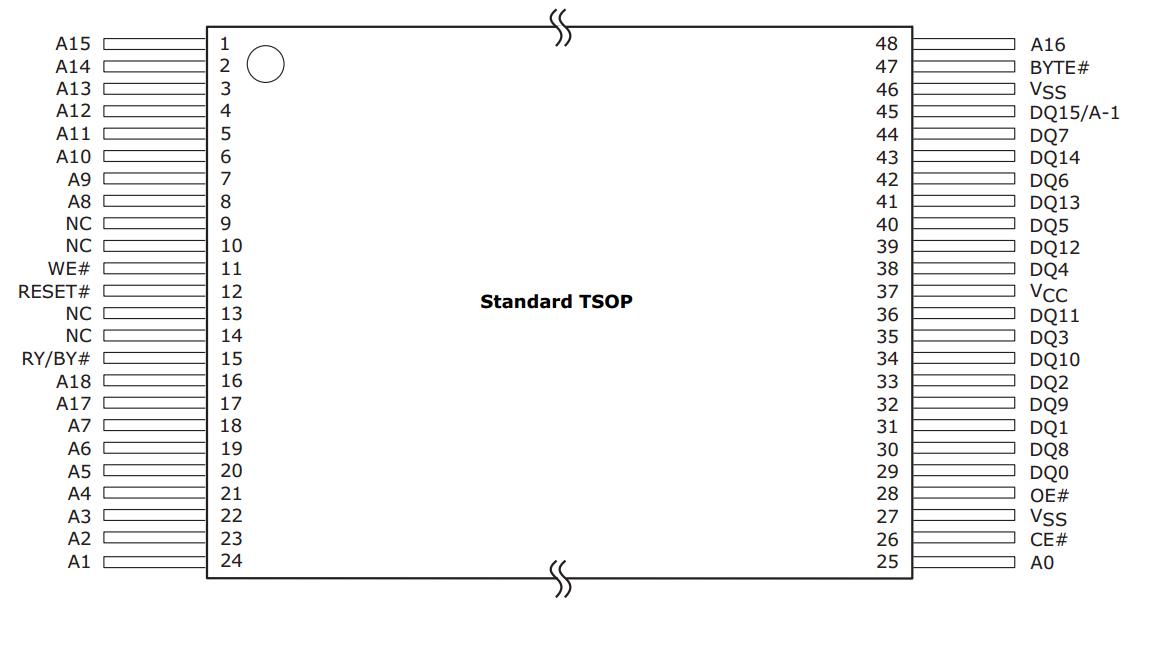 A15 1 48 A16
A14 2 47 BYTE#
A13 3 46 VSS
A12 4 45 DQ15/A-1
A11 5 44 DQ7
A10 6 43 DQ14
A9 7 42 DQ6
A8 8 41 DQ13
NC 9 40 DQ5
NC 10 39 DQ12
WE# 11 38 DQ4
RESET# 12 37 VCC
Standard TSOP
NC 13 36 DQ11
NC 14 35 DQ3
RY/BY# 15 34 DQ10
A18 16 33 DQ2
A17 17 32 DQ9
A7 18 31 DQ1
A6 19 30 DQ8
A5 20 29 DQ0
A4 21 28 OE#
A3 22 27 VSS
A2 23 26 CE#
A1 24 25 A0